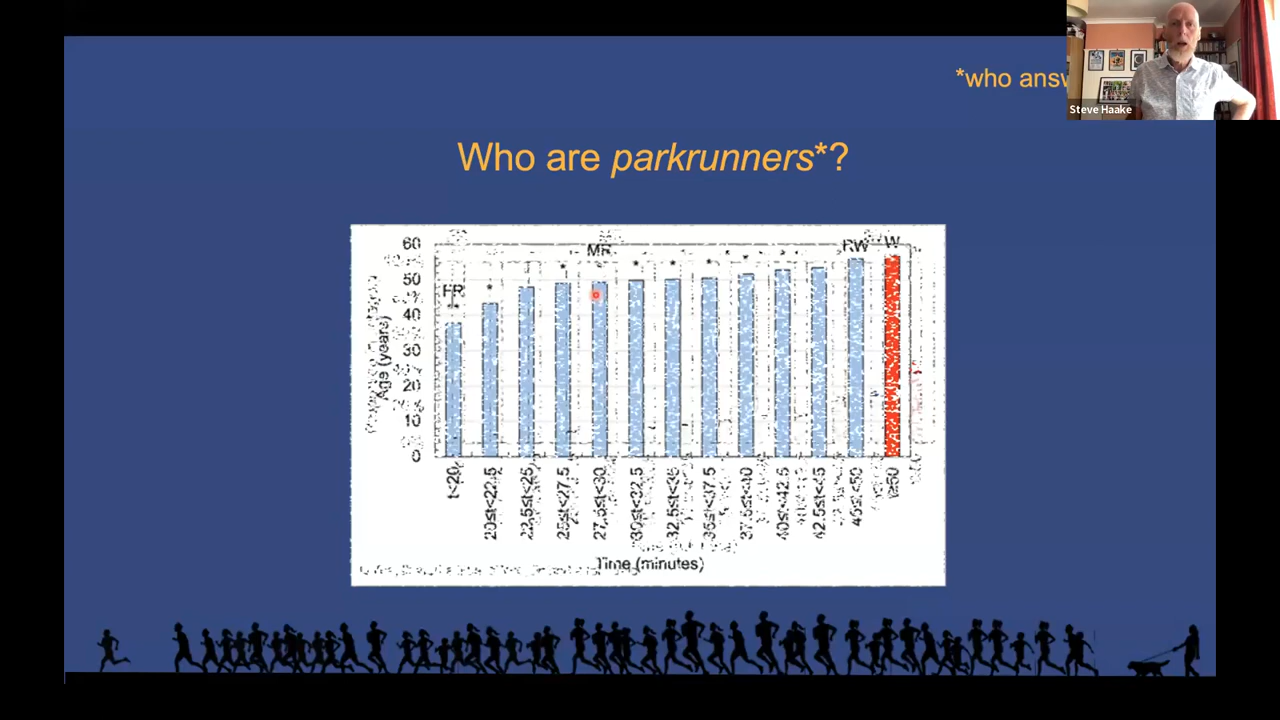 *who answ
Steve Haake
Who are parkrunners*?
60
50
40
30
20
10
0
Age (years)
FR
MR
RW
W
t<20
20≤t<22.5
22.5≤t<25
25≤t<27.5
27.5≤t<30
30≤t<32.5
32.5≤t<35
35≤t<37.5
37.5≤t<40
40≤t<42.5
42.5≤t<45
45≤t<50
t≥50
Time (minutes)